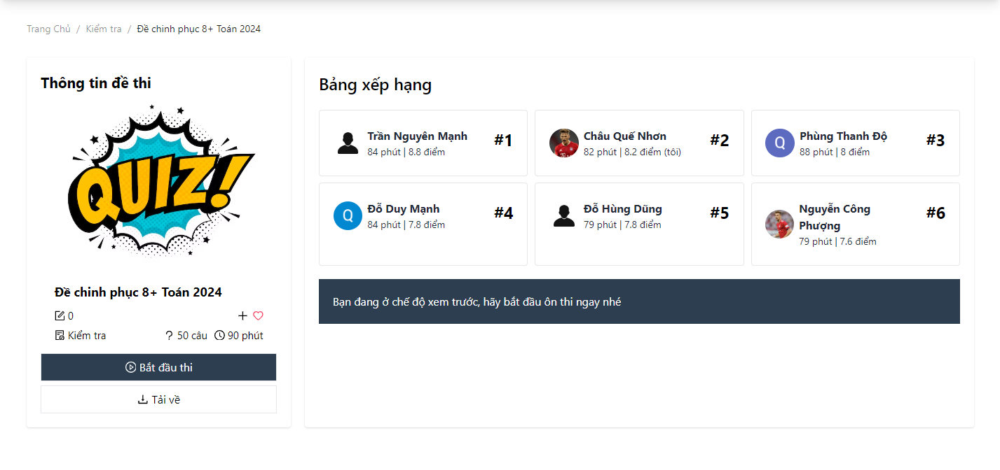 Trang Chủ / Kiểm tra / Đề chinh phục 8+ Toán 2024
Thông tin đề thi
QUIZ!
Đề chinh phục 8+ Toán 2024
0
Kiểm tra ? 50 câu 90 phút
Bắt đầu thi
Tải về
Bảng xếp hạng
Trần Nguyên Mạnh #1
84 phút | 8.8 điểm
Châu Quế Nhơn #2
82 phút | 8.2 điểm (tôi)
Q Phùng Thanh Độ #3
88 phút | 8 điểm
Q Đỗ Duy Mạnh #4
84 phút | 7.8 điểm
Đỗ Hùng Dũng #5
79 phút | 7.8 điểm
Nguyễn Công #6
Phượng
79 phút | 7.6 điểm
Bạn đang ở chế độ xem trước, hãy bắt đầu ôn thi ngay nhé